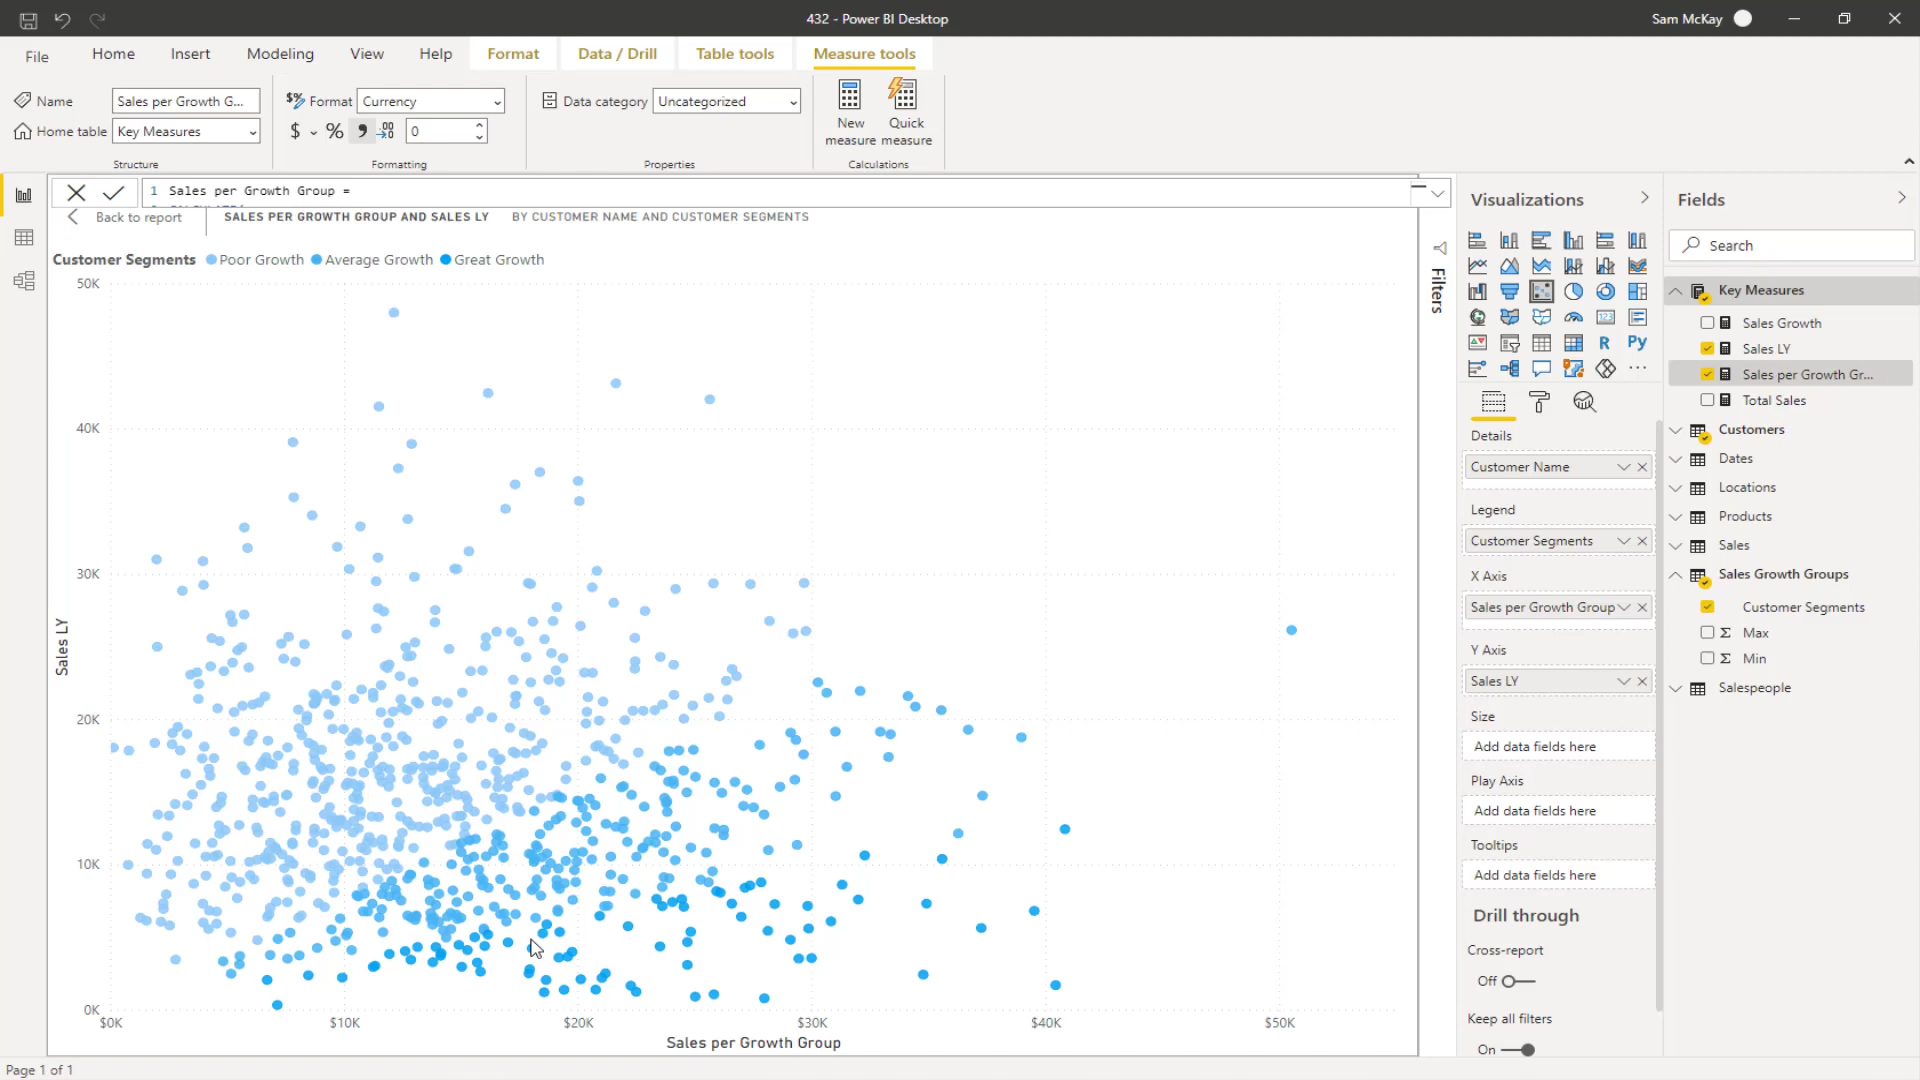 432 - Power BI Desktop
Sam McKay
File
Home
Insert
Modeling
View
Help
Format
Data / Drill
Table tools
Measure tools
Name
Sales per Growth G...
Home table
Key Measures
Structure
Format
Currency
$
%
0
Formatting
Data category
Uncategorized
Properties
New
measure
Quick
measure
Calculations
1 Sales per Growth Group =
Back to report
SALES PER GROWTH GROUP AND SALES LY
BY CUSTOMER NAME AND CUSTOMER SEGMENTS
Customer Segments
Poor Growth
Average Growth
Great Growth
50K
40K
30K
20K
10K
0K
Sales LY
$0K
$10K
$20K
$30K
$40K
$50K
Sales per Growth Group
Filters
Visualizations
123
R
Py
...
Details
Customer Name
Legend
Customer Segments
X Axis
Sales per Growth Group
Y Axis
Sales LY
Size
Add data fields here
Play Axis
Add data fields here
Tooltips
Add data fields here
Drill through
Cross-report
Off
Keep all filters
On
Fields
Search
Key Measures
Sales Growth
Sales LY
Sales per Growth Gr...
Total Sales
Customers
Dates
Locations
Products
Sales
Sales Growth Groups
Customer Segments
Σ Max
Σ Min
Salespeople
Page 1 of 1